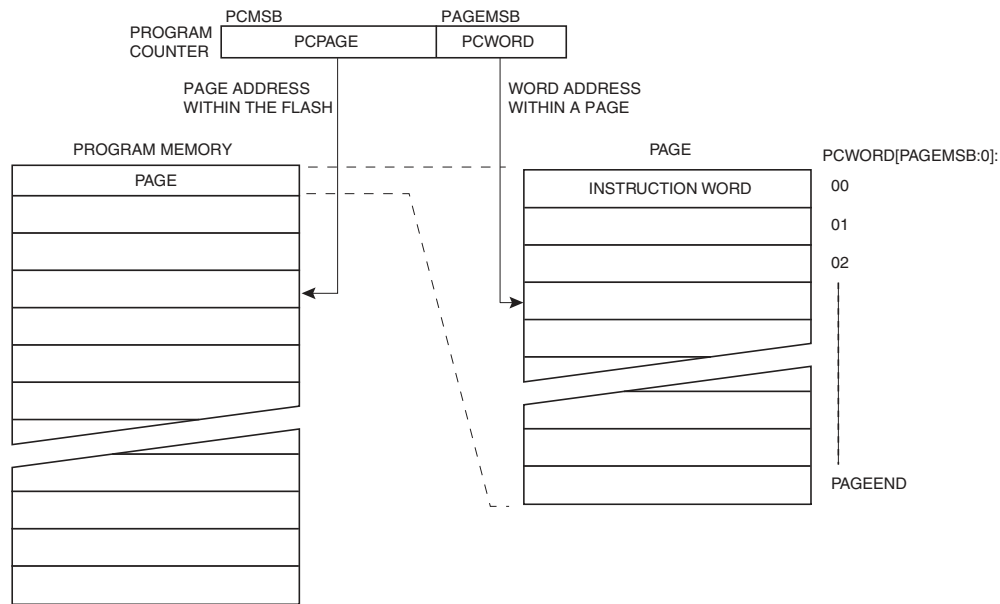 PCMSB
PAGEMSB
PROGRAM
COUNTER
PCPAGE
PCWORD
PAGE ADDRESS
WITHIN THE FLASH
WORD ADDRESS
WITHIN A PAGE
PROGRAM MEMORY
PAGE
PAGE
PCWORD[PAGEMSB:0]:
INSTRUCTION WORD
00
01
02
PAGEEND